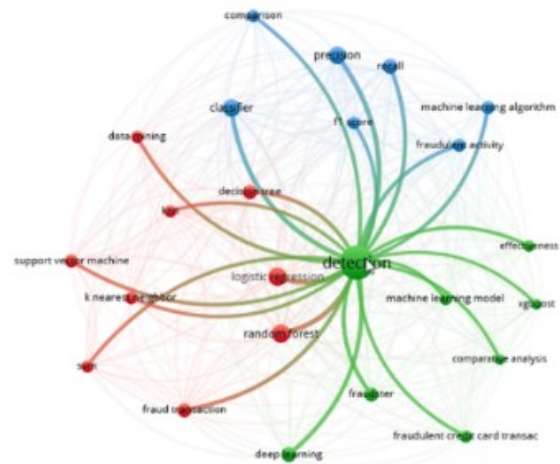 comparison
precision
recall
classifier
machine learning algorithm
f1 score
data mining
fraudulent activity
decision tree
knn
effectiveness
support vector machine
detection
logistic regression
k nearest neighbor
machine learning model
xgboost
random forest
comparative analysis
svm
fraudster
fraud transaction
fraudulent credit card transac
deep learning